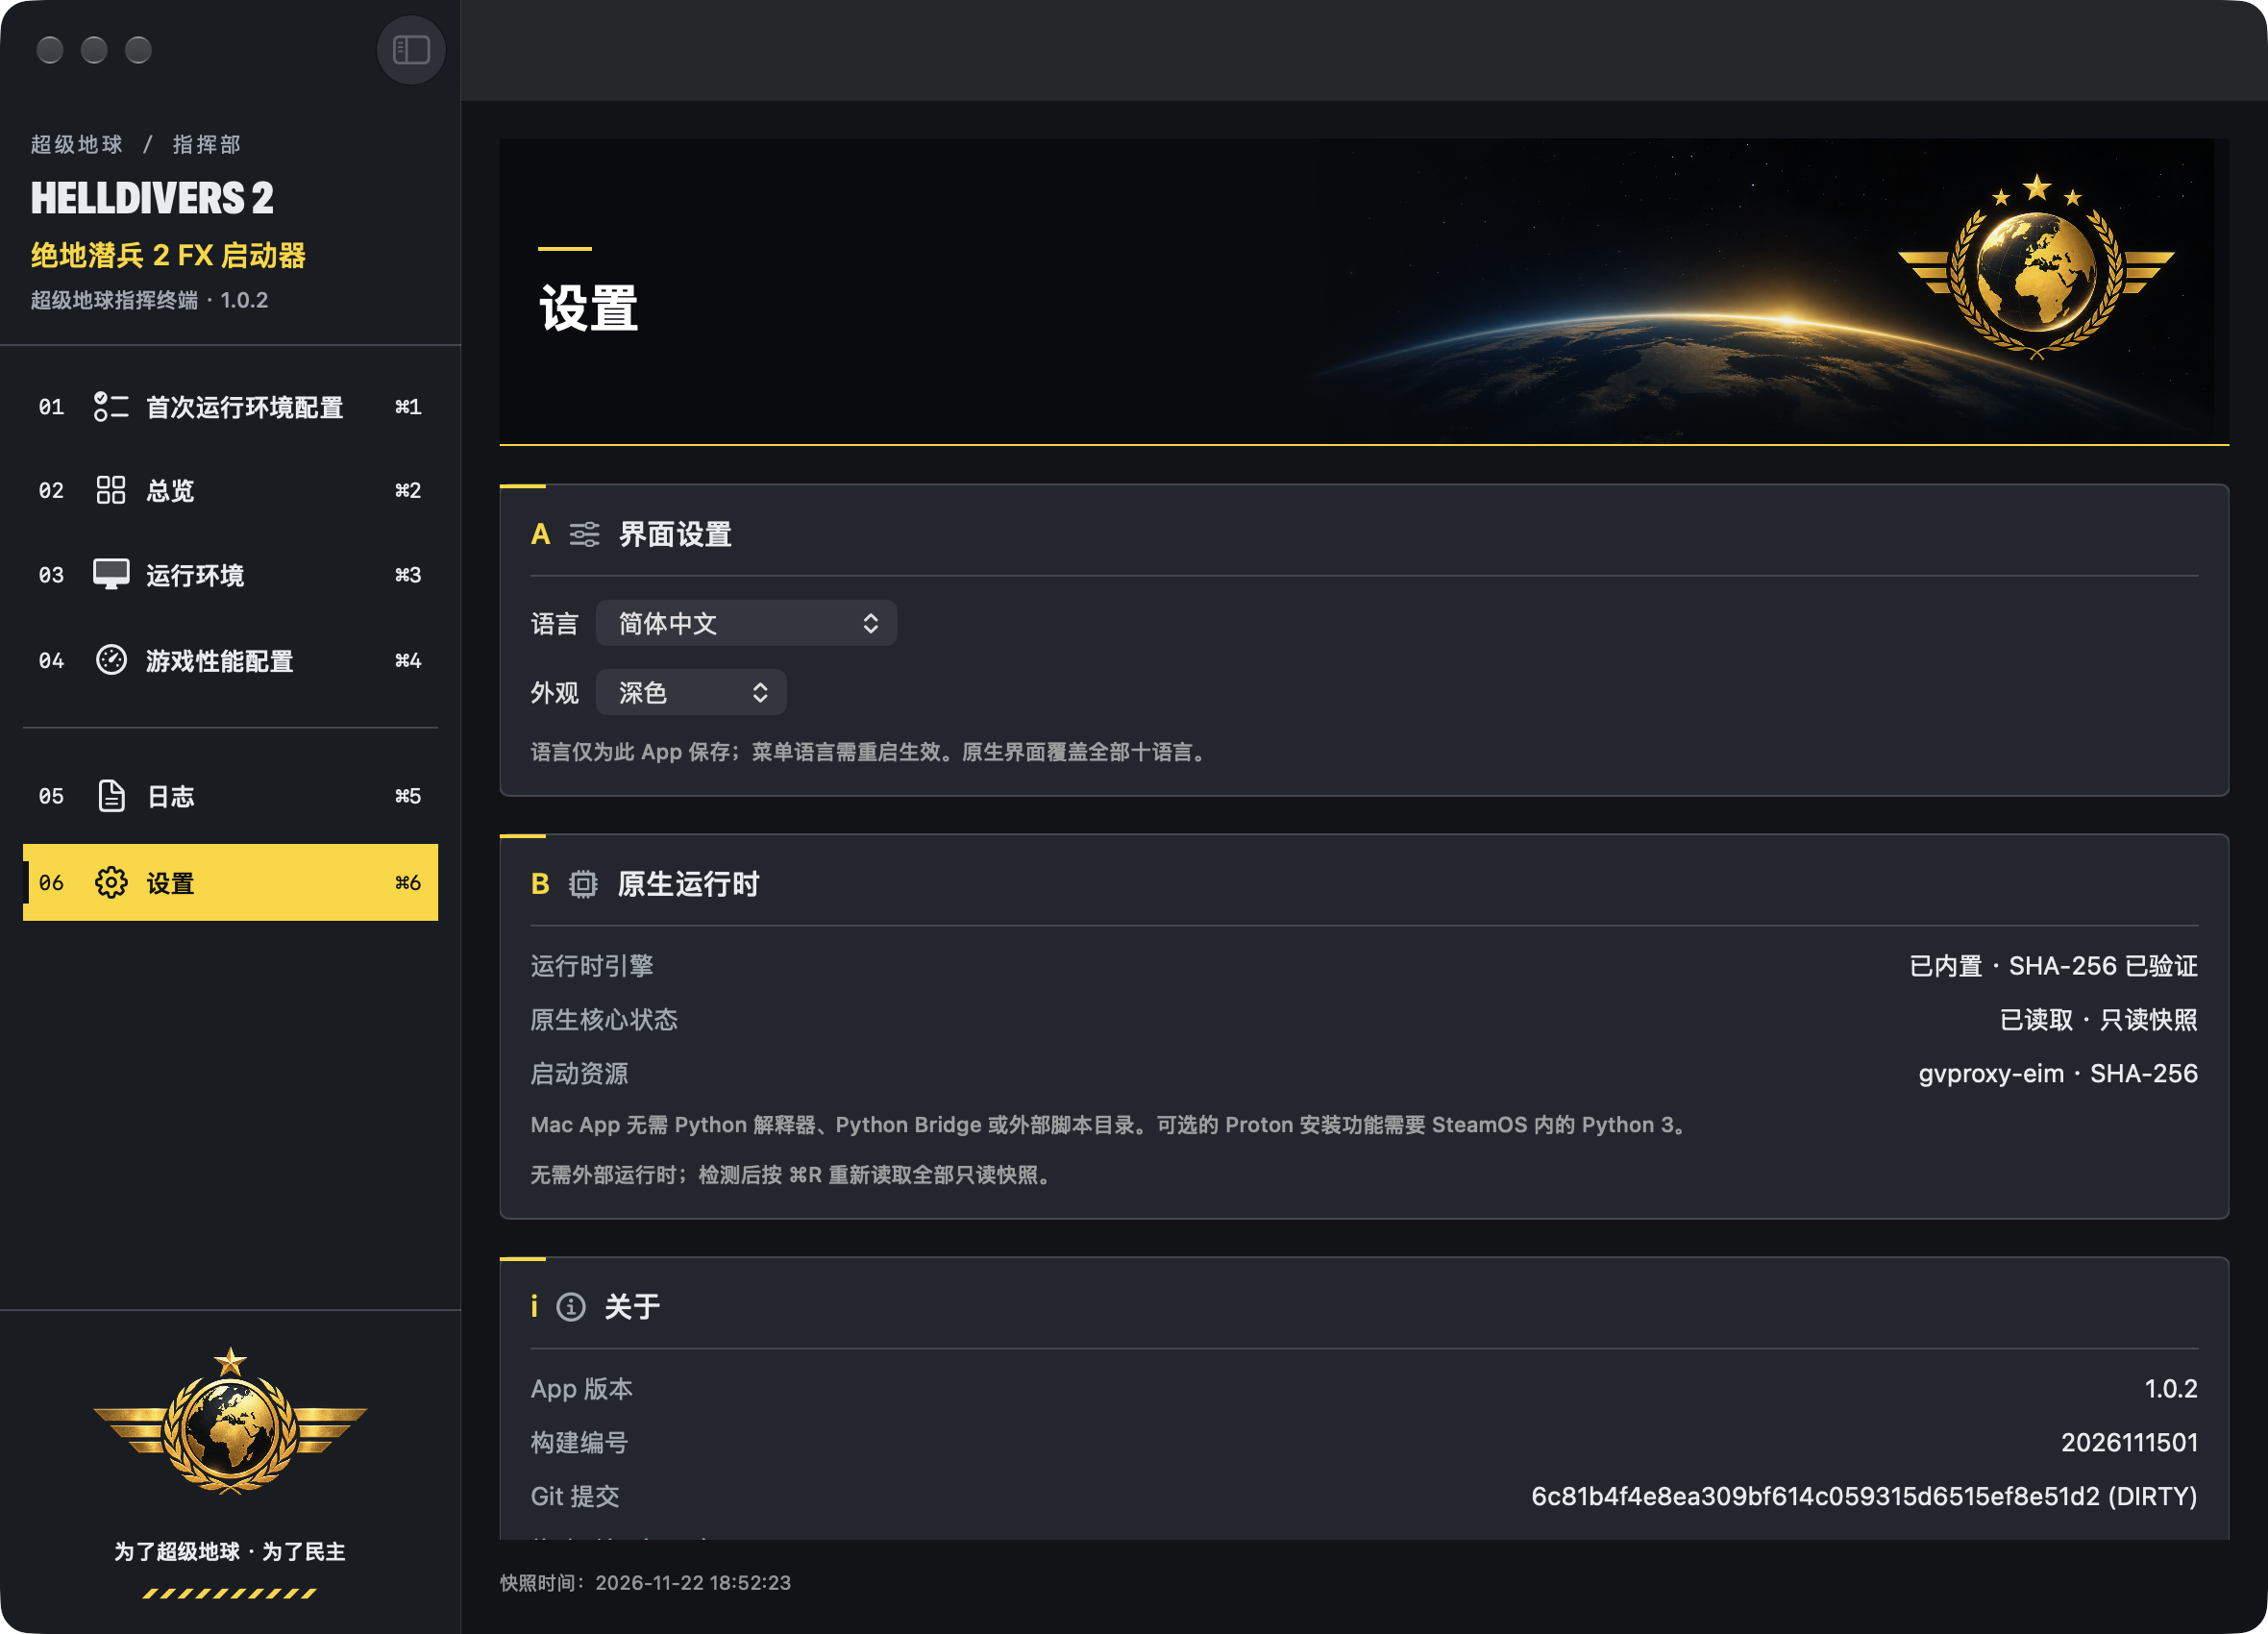 超级地球 / 指挥部
HELLDIVERS 2
绝地潜兵 2 FX 启动器
超级地球指挥终端 · 1.0.2
01 首次运行环境配置 ⌘1
02 总览 ⌘2
03 运行环境 ⌘3
04 游戏性能配置 ⌘4
05 日志 ⌘5
06 设置 ⌘6
为了超级地球 · 为了民主
设置
A 界面设置
语言 简体中文
外观 深色
语言仅为此 App 保存；菜单语言需重启生效。原生界面覆盖全部十语言。
B 原生运行时
运行时引擎 已内置 · SHA-256 已验证
原生核心状态 已读取 · 只读快照
启动资源 gvproxy-eim · SHA-256
Mac App 无需 Python 解释器、Python Bridge 或外部脚本目录。可选的 Proton 安装功能需要 SteamOS 内的 Python 3。
无需外部运行时；检测后按 ⌘R 重新读取全部只读快照。
i 关于
App 版本 1.0.2
构建编号 2026111501
Git 提交 6c81b4f4e8ea309bf614c059315d6515ef8e51d2 (DIRTY)
快照时间：2026-11-22 18:52:23